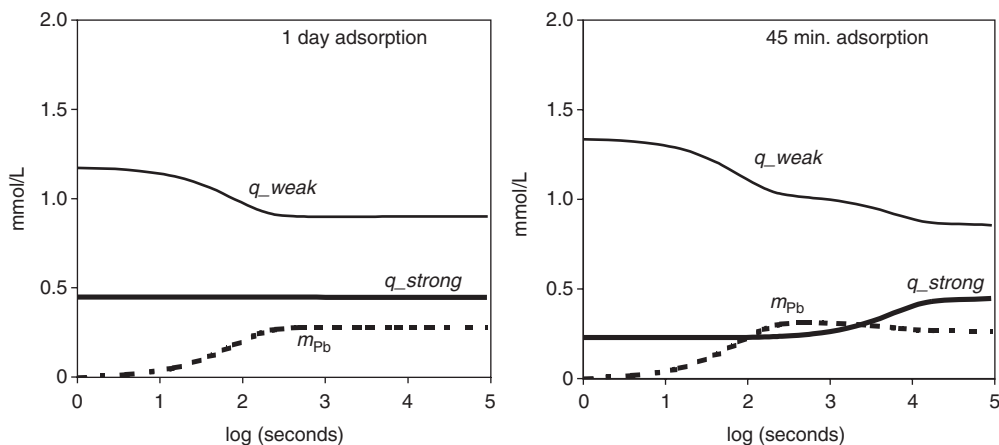 1 day adsorption
mmol/L
2.0
1.5
1.0
0.5
0
q_weak
q_strong
mPb
0 1 2 3 4 5
log (seconds)
45 min. adsorption
mmol/L
2.0
1.5
1.0
0.5
0
q_weak
q_strong
mPb
0 1 2 3 4 5
log (seconds)